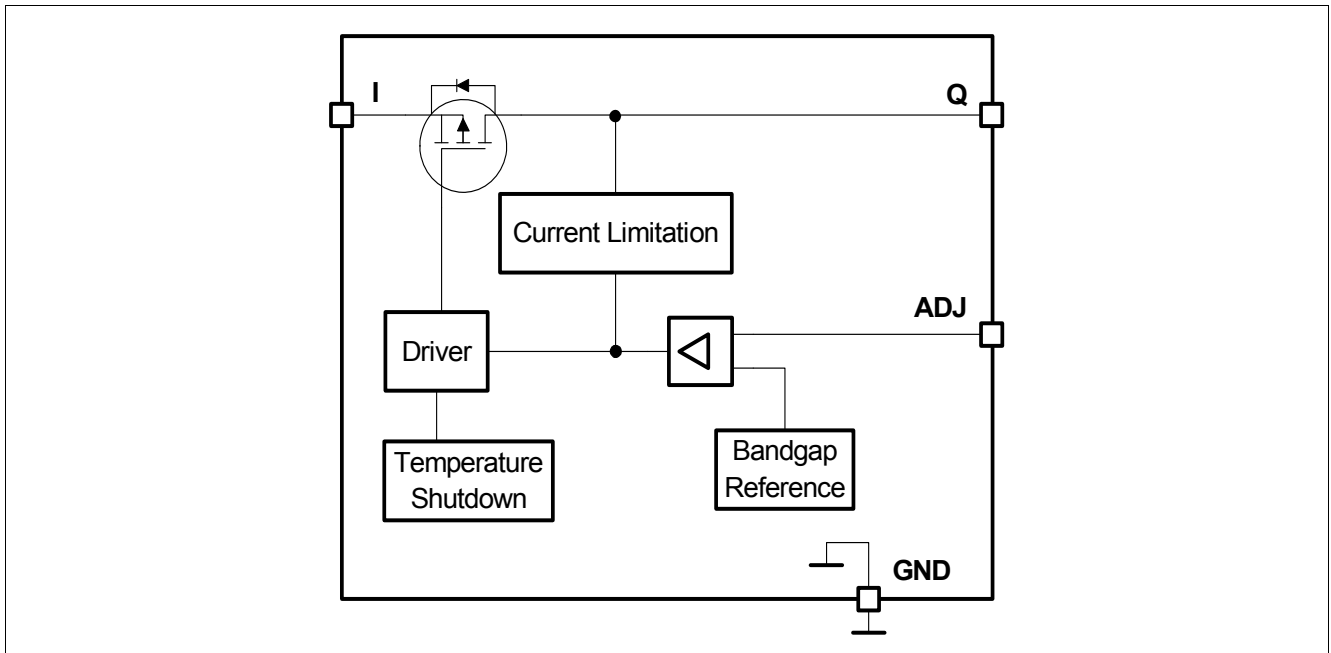 I
Q
Current Limitation
ADJ
Driver
Temperature
Shutdown
Bandgap
Reference
GND